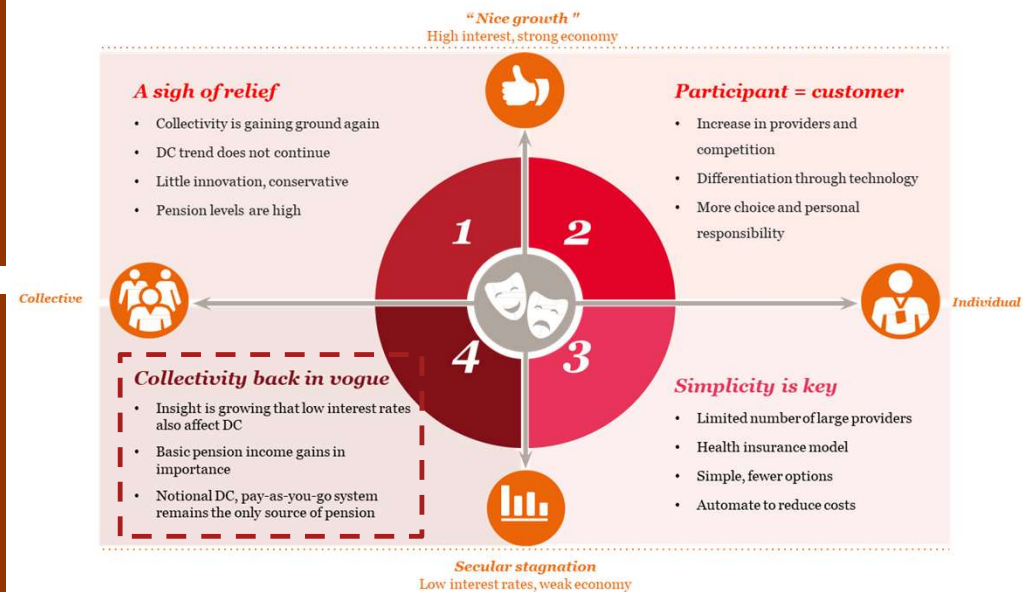 “ Nice growth ”
High interest, strong economy
A sigh of relief
• Collectivity is gaining ground again
• DC trend does not continue
• Little innovation, conservative
• Pension levels are high
Participant = customer
• Increase in providers and
competition
• Differentiation through technology
• More choice and personal
responsibility
1
2
Collective
Individual
4
3
Collectivity back in vogue
• Insight is growing that low interest rates
also affect DC
• Basic pension income gains in
importance
• Notional DC, pay-as-you-go system
remains the only source of pension
Simplicity is key
• Limited number of large providers
• Health insurance model
• Simple, fewer options
• Automate to reduce costs
Secular stagnation
Low interest rates, weak economy